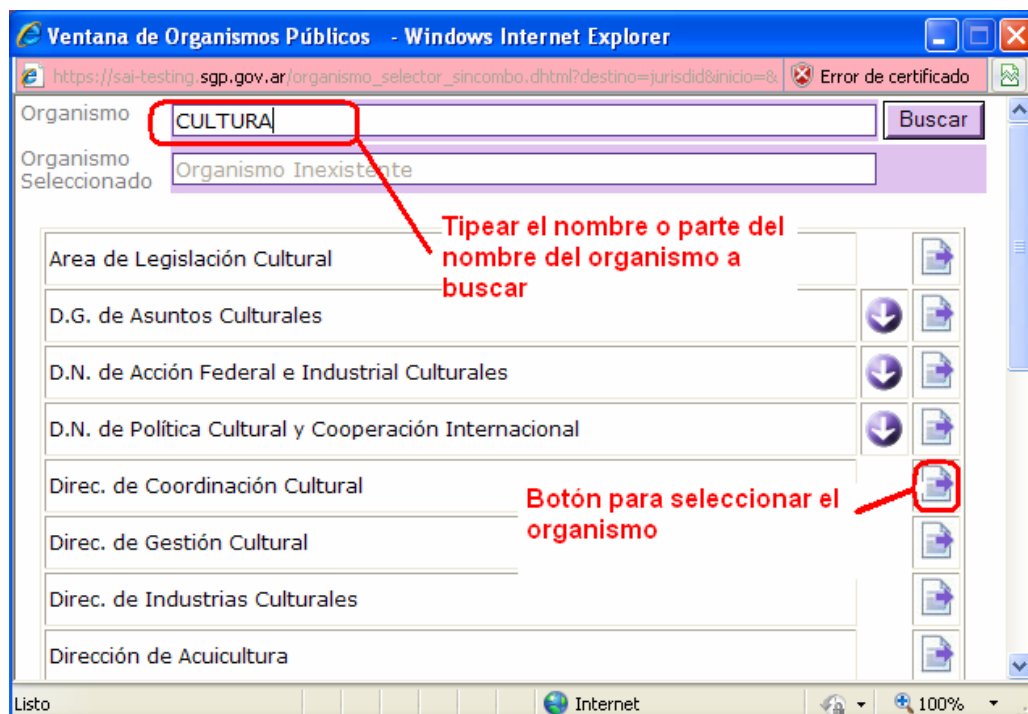 Ventana de Organismos Públicos - Windows Internet Explorer
https://sai-testing.sgp.gov.ar/organismo_selector_sincombo.dhtml?destino=jurisdid&inicio=& Error de certificado
Organismo CULTURA Buscar
Organismo
Seleccionado Organismo Inexistente
Tipear el nombre o parte del
nombre del organismo a
buscar
Area de Legislación Cultural
D.G. de Asuntos Culturales
D.N. de Acción Federal e Industrial Culturales
D.N. de Política Cultural y Cooperación Internacional
Direc. de Coordinación Cultural
Botón para seleccionar el
organismo
Direc. de Gestión Cultural
Direc. de Industrias Culturales
Dirección de Acuicultura
Listo Internet 100%